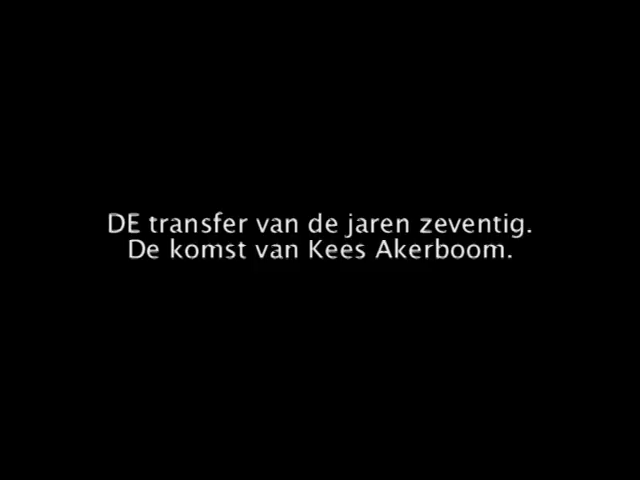 DE transfer van de jaren zeventig.
De komst van Kees Akerboom.